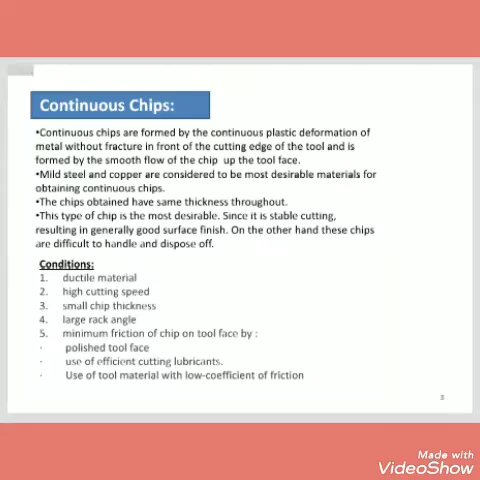 Continuous Chips:
•Continuous chips are formed by the continuous plastic deformation of
metal without fracture in front of the cutting edge of the tool and is
formed by the smooth flow of the chip up the tool face.
•Mild steel and copper are considered to be most desirable materials for
obtaining continuous chips.
•The chips obtained have same thickness throughout.
•This type of chip is the most desirable. Since it is stable cutting,
resulting in generally good surface finish. On the other hand these chips
are difficult to handle and dispose off.
Conditions:
1. ductile material
2. high cutting speed
3. small chip thickness
4. large rack angle
5. minimum friction of chip on tool face by :
· polished tool face
· use of efficient cutting lubricants.
· Use of tool material with low-coefficient of friction
Made with
VideoShow